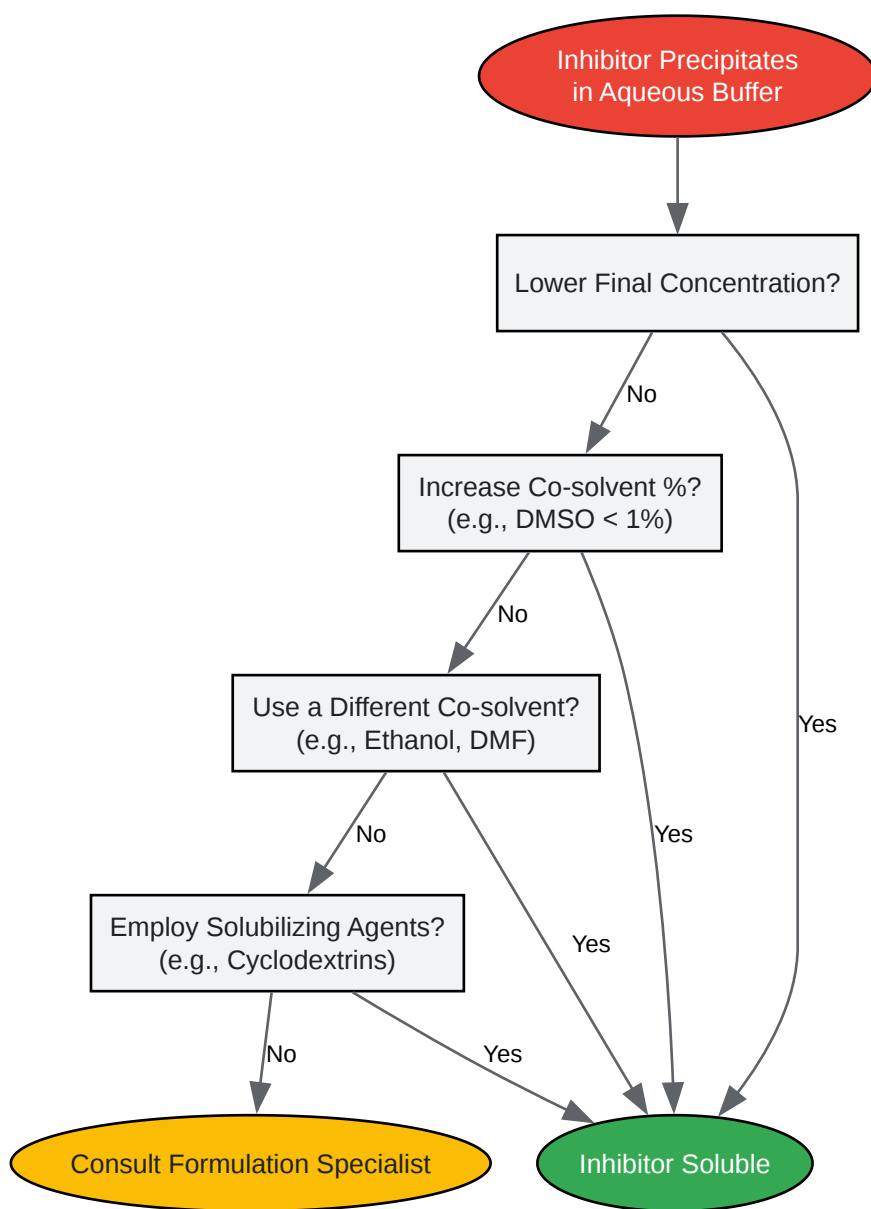 Inhibitor Precipitates
in Aqueous Buffer
Lower Final Concentration?
No
Increase Co-solvent %?
(e.g., DMSO < 1%)
No
Use a Different Co-solvent?
(e.g., Ethanol, DMF)
Yes
No
Yes
Employ Solubilizing Agents?
(e.g., Cyclodextrins)
Yes
No
Yes
Consult Formulation Specialist
Inhibitor Soluble